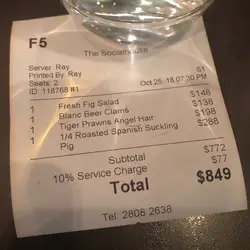 F5
The Socialhouse
Server: Ray S1
Printed By: Ray Oct 25, 18 07:30 PM
Seats: 2
ID: 118768 #1
1 Fresh Fig Salad $148
1 Blanc Beer Clams $138
1 Tiger Prawns Angel Hair $198
1 1/4 Roasted Spanish Suckling $288
Pig
Subtotal $772
10% Service Charge $77
Total $849
Tel. 2808 2638